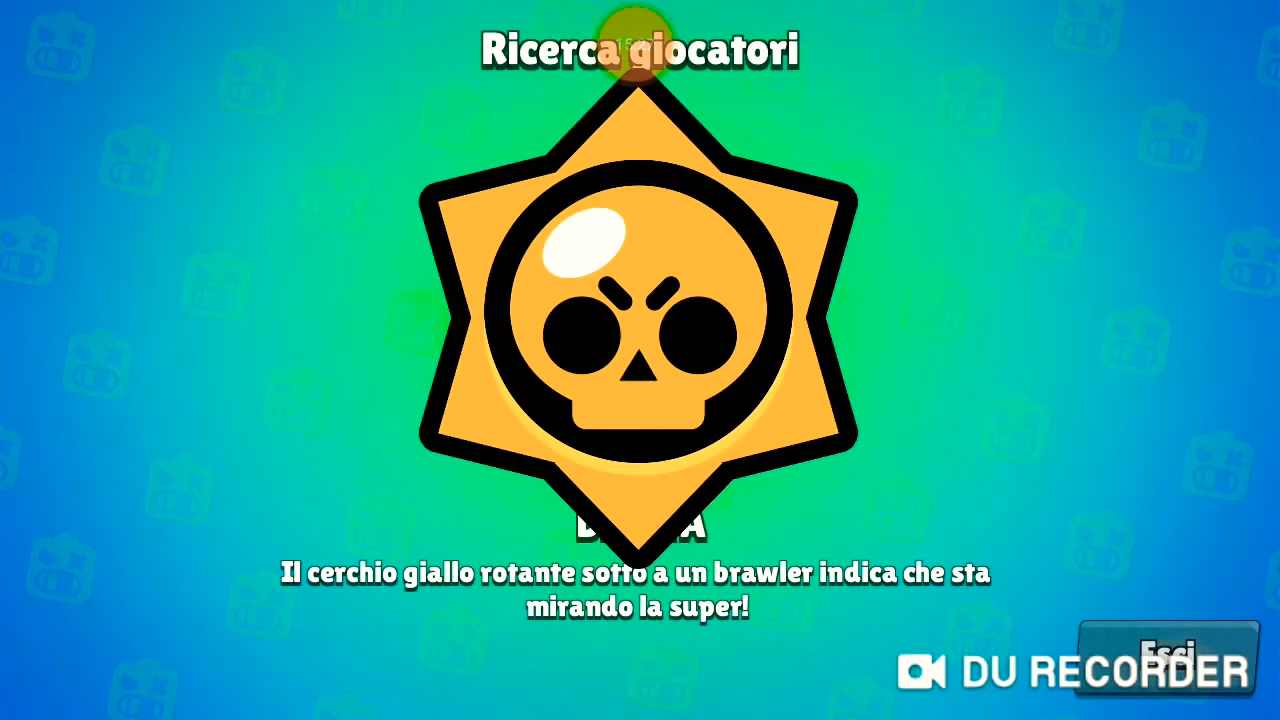 Ricerca giocatori
Il cerchio giallo rotante sotto a un brawler indica che sta
mirando la super!
Esci
DU RECORDER